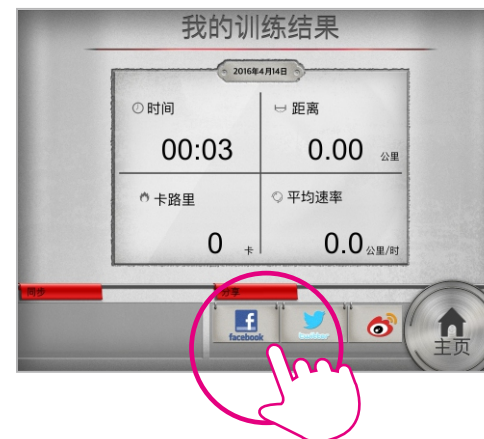 我的训练结果
2016年4月14日
时间
距离
00:03
0.00 公里
卡路里
平均速率
0 卡
0.0 公里/时
同步
分享
facebook
twitter
主页